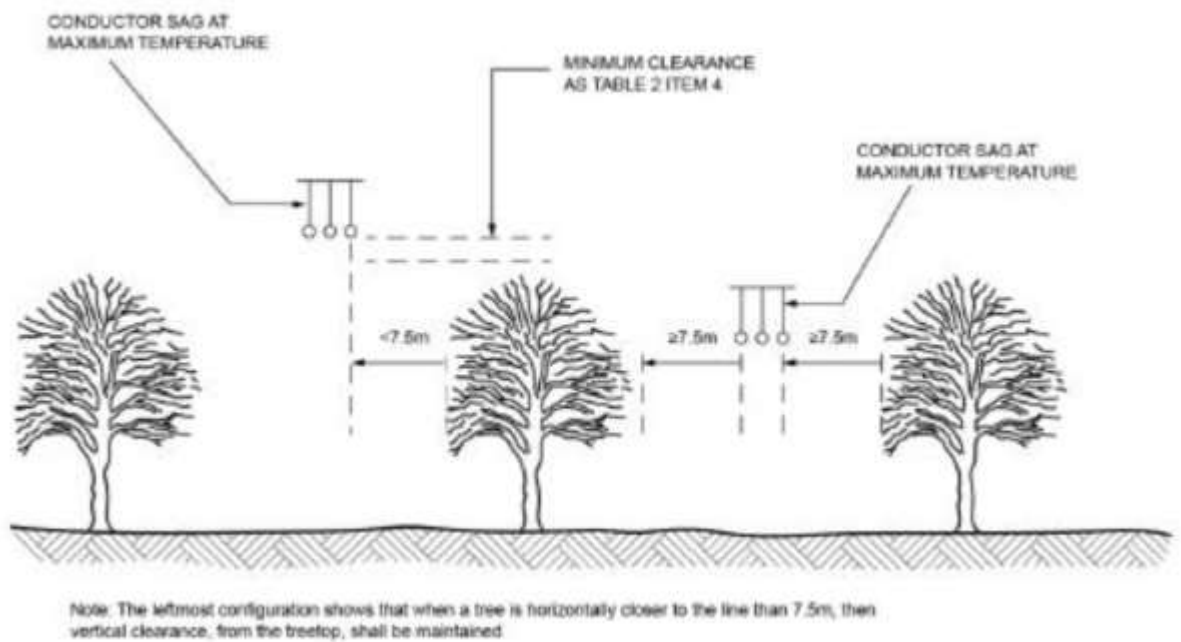 CONDUCTOR SAG AT
MAXIMUM TEMPERATURE
MINIMUM CLEARANCE
AS TABLE 2 ITEM 4
CONDUCTOR SAG AT
MAXIMUM TEMPERATURE
<7.5m
≥7.5m
≥7.5m
Note: The leftmost configuration shows that when a tree is horizontally closer to the line than 7.5m, then
vertical clearance, from the treetop, shall be maintained